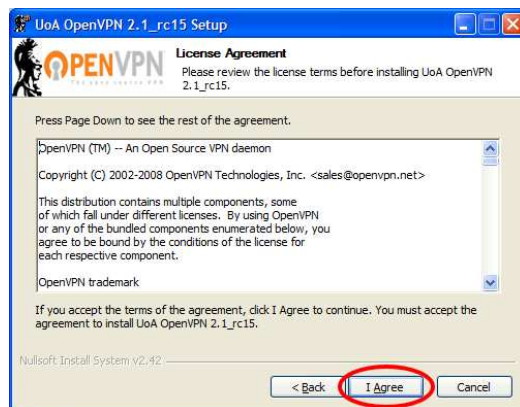 UoA OpenVPN 2.1_rc15 Setup
OPENVPN
License Agreement
Please review the license terms before installing UoA OpenVPN
2.1_rc15.
Press Page Down to see the rest of the agreement.
OpenVPN (TM) -- An Open Source VPN daemon
Copyright (C) 2002-2008 OpenVPN Technologies, Inc. <sales@openvpn.net>
This distribution contains multiple components, some
of which fall under different licenses. By using OpenVPN
or any of the bundled components enumerated below, you
agree to be bound by the conditions of the license for
each respective component.
OpenVPN trademark
If you accept the terms of the agreement, click I Agree to continue. You must accept the
agreement to install UoA OpenVPN 2.1_rc15.
Nullsoft Install System v2.42
< Back
I Agree
Cancel